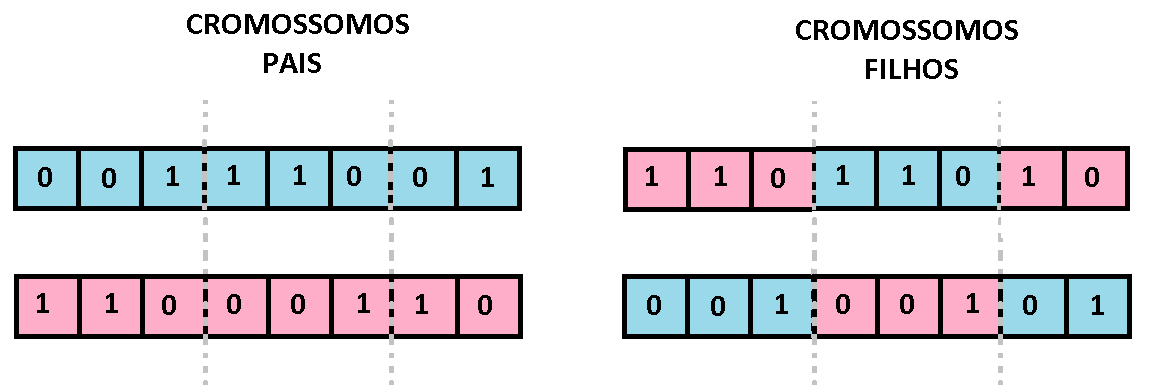 CROMOSSOMOS
PAIS
CROMOSSOMOS
FILHOS
0 0 1 1 1 0 0 1
1 1 0 1 1 0 1 0
1 1 0 0 0 1 1 0
0 0 1 0 0 1 0 1